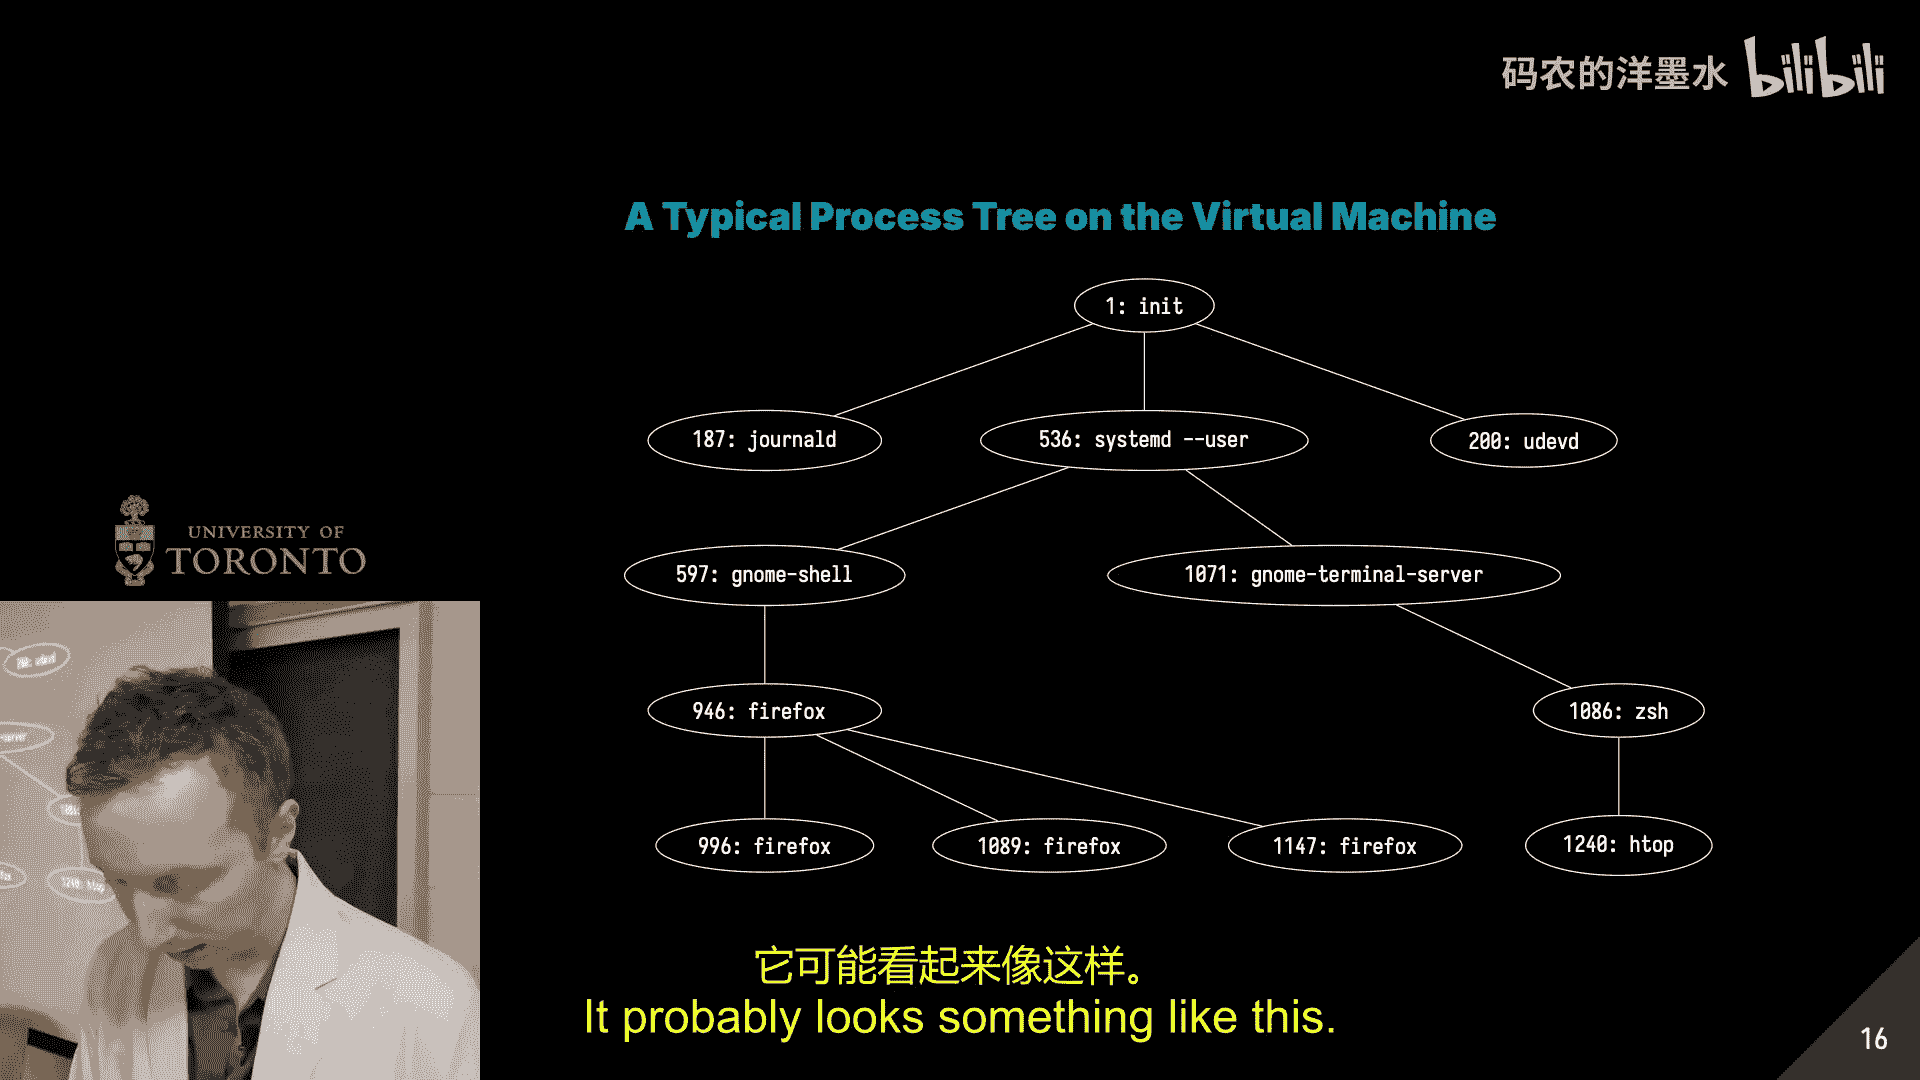 码农的洋墨水 bilibili
A Typical Process Tree on the Virtual Machine
1: init
187: journald
536: systemd --user
200: udevd
597: gnome-shell
1071: gnome-terminal-server
946: firefox
1086: zsh
996: firefox
1089: firefox
1147: firefox
1240: htop
UNIVERSITY OF
TORONTO
它可能看起来像这样。
It probably looks something like this.
16